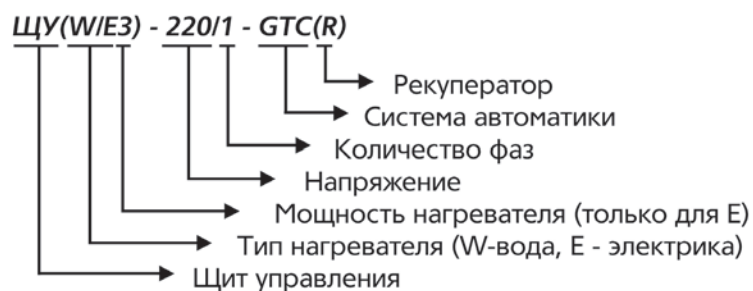 ЩУ(W/E3) - 220/1 - GTC(R)
Рекуператор
Система автоматики
Количество фаз
Напряжение
Мощность нагревателя (только для Е)
Тип нагревателя (W-вода, Е - электрика)
Щит управления